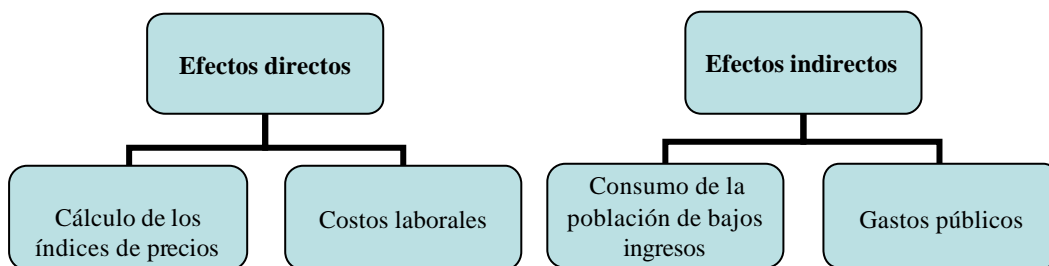 Efectos directos
Cálculo de los
índices de precios
Costos laborales
Efectos indirectos
Consumo de la
población de bajos
ingresos
Gastos públicos